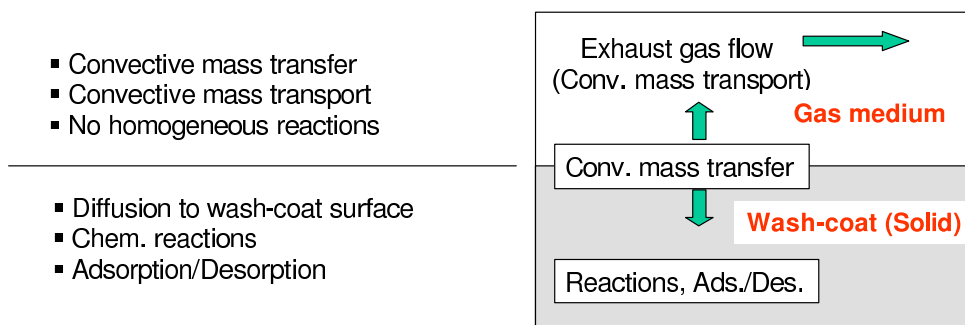 ▪ Convective mass transfer
▪ Convective mass transport
▪ No homogeneous reactions
▪ Diffusion to wash-coat surface
▪ Chem. reactions
▪ Adsorption/Desorption
Exhaust gas flow
(Conv. mass transport)
Gas medium
Conv. mass transfer
Wash-coat (Solid)
Reactions, Ads./Des.